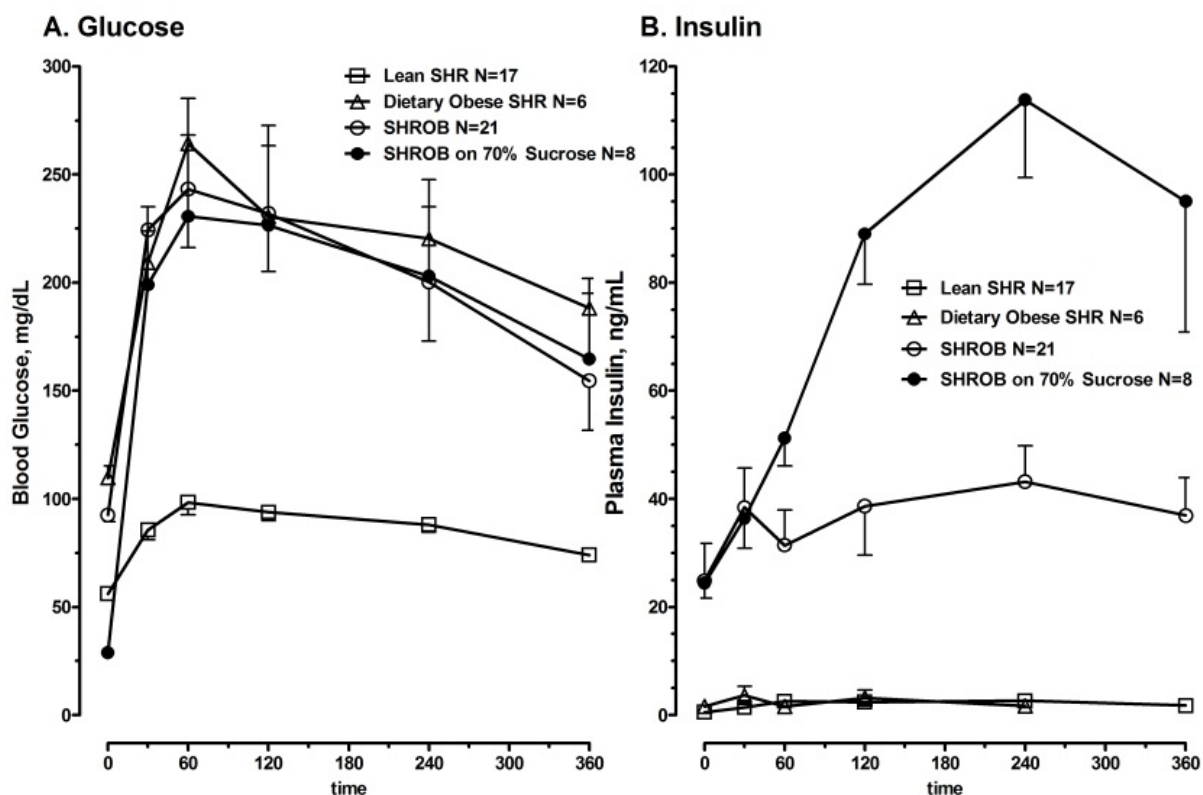 A. Glucose
300
250
200
150
100
50
0
Blood Glucose, mg/dL
Lean SHR N=17
Dietary Obese SHR N=6
SHROB N=21
SHROB on 70% Sucrose N=8
0 60 120 180 240 300 360
time
B. Insulin
120
100
80
60
40
20
0
Plasma Insulin, ng/mL
Lean SHR N=17
Dietary Obese SHR N=6
SHROB N=21
SHROB on 70% Sucrose N=8
0 60 120 180 240 300 360
time